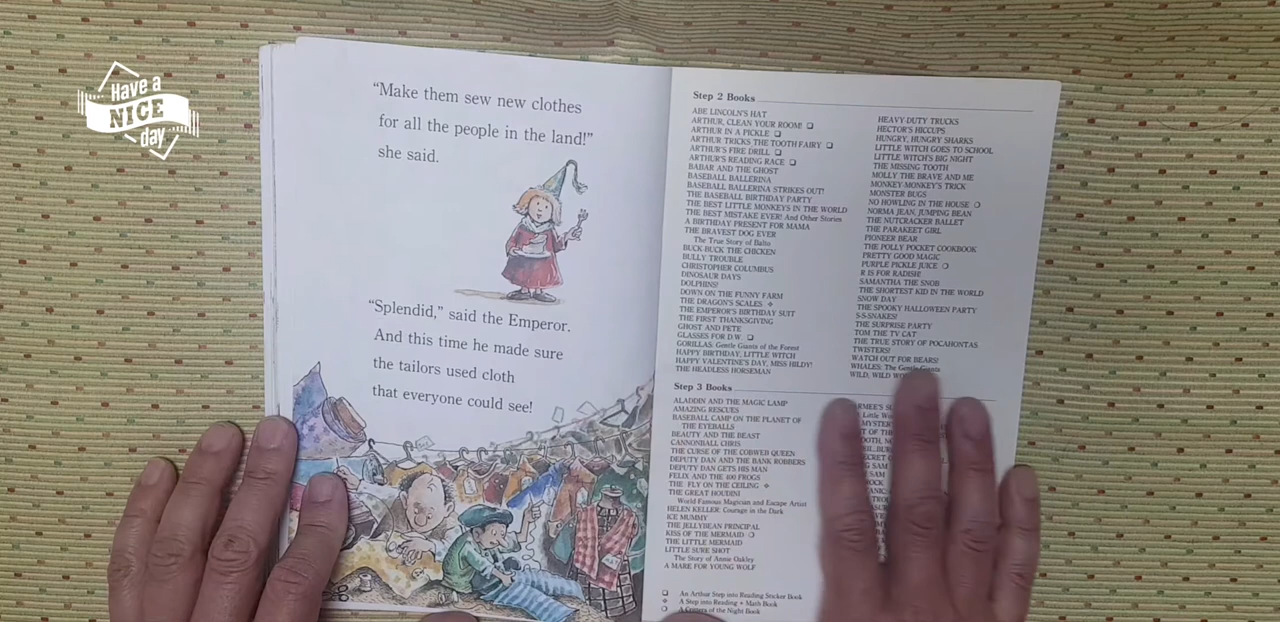 Have a
NICE
day
“Make them sew new clothes
for all the people in the land!”
she said.
“Splendid,” said the Emperor.
And this time he made sure
the tailors used cloth
that everyone could see!
Step 2 Books
ABE LINCOLN'S HAT
ARTHUR, CLEAN YOUR ROOM! ❑
ARTHUR IN A PICKLE ❑
ARTHUR TRICKS THE TOOTH FAIRY ❑
ARTHUR'S FIRE DRILL ❑
ARTHUR'S READING RACE ❑
BABAR AND THE GHOST
BASEBALL BALLERINA
BASEBALL BALLERINA STRIKES OUT!
THE BASEBALL BIRTHDAY PARTY
THE BEST LITTLE MONKEYS IN THE WORLD
THE BEST MISTAKE EVER! And Other Stories
A BIRTHDAY PRESENT FOR MAMA
THE BRAVEST DOG EVER
The True Story of Balto
BUCK-BUCK THE CHICKEN
BULLY TROUBLE
CHRISTOPHER COLUMBUS
DINOSAUR DAYS
DOLPHINS!
DOWN ON THE FUNNY FARM
THE DRAGON'S SCALES ❖
THE EMPEROR'S BIRTHDAY SUIT
THE FIRST THANKSGIVING
GHOST AND PETE
GLASSES FOR D.W. ❑
GORILLAS: Gentle Giants of the Forest
HAPPY BIRTHDAY, LITTLE WITCH
HAPPY VALENTINE'S DAY, MISS HILDY!
THE HEADLESS HORSEMAN
HEAVY-DUTY TRUCKS
HECTOR'S HICCUPS
HUNGRY, HUNGRY SHARKS
LITTLE WITCH GOES TO SCHOOL
LITTLE WITCH'S BIG NIGHT
THE MISSING TOOTH
MOLLY THE BRAVE AND ME
MONKEY-MONKEY'S TRICK
MONSTER BUGS
NO HOWLING IN THE HOUSE ❍
NORMA JEAN, JUMPING BEAN
THE NUTCRACKER BALLET
THE PARAKEET GIRL
PIONEER BEAR
THE POLLY POCKET COOKBOOK
PRETTY GOOD MAGIC
PURPLE PICKLE JUICE ❍
R IS FOR RADISH!
SAMANTHA THE SNOB
THE SHORTEST KID IN THE WORLD
SNOW DAY
THE SPOOKY HALLOWEEN PARTY
S-S-SNAKES!
THE SURPRISE PARTY
TOM THE TV CAT
THE TRUE STORY OF POCAHONTAS
TWISTERS!
WATCH OUT FOR BEARS!
WHALES: The Gentle Giants
WILD, WILD
Step 3 Books
ALADDIN AND THE MAGIC LAMP
AMAZING RESCUES
BASEBALL CAMP ON THE PLANET OF
THE EYEBALLS
BEAUTY AND THE BEAST
CANNONBALL CHRIS
THE CURSE OF THE COBWEB QUEEN
DEPUTY DAN AND THE BANK ROBBERS
DEPUTY DAN GETS HIS MAN
FELIX AND THE 400 FROGS
THE FLY ON THE CEILING ❖
THE GREAT HOUDINI
World Famous Magician and Escape Artist
HELEN KELLER: Courage in the Dark
ICE MUMMY
THE JELLYBEAN PRINCIPAL
KISS OF THE MERMAID ❍
THE LITTLE MERMAID
LITTLE SURE SHOT
The Story of Annie Oakley
A MARE FOR YOUNG WOLF
Little
OF
SAM
SAM
❑ An Arthur Step into Reading Sticker Book
❖ A Step into Reading + Math Book
❍ A Critters of the Night Book